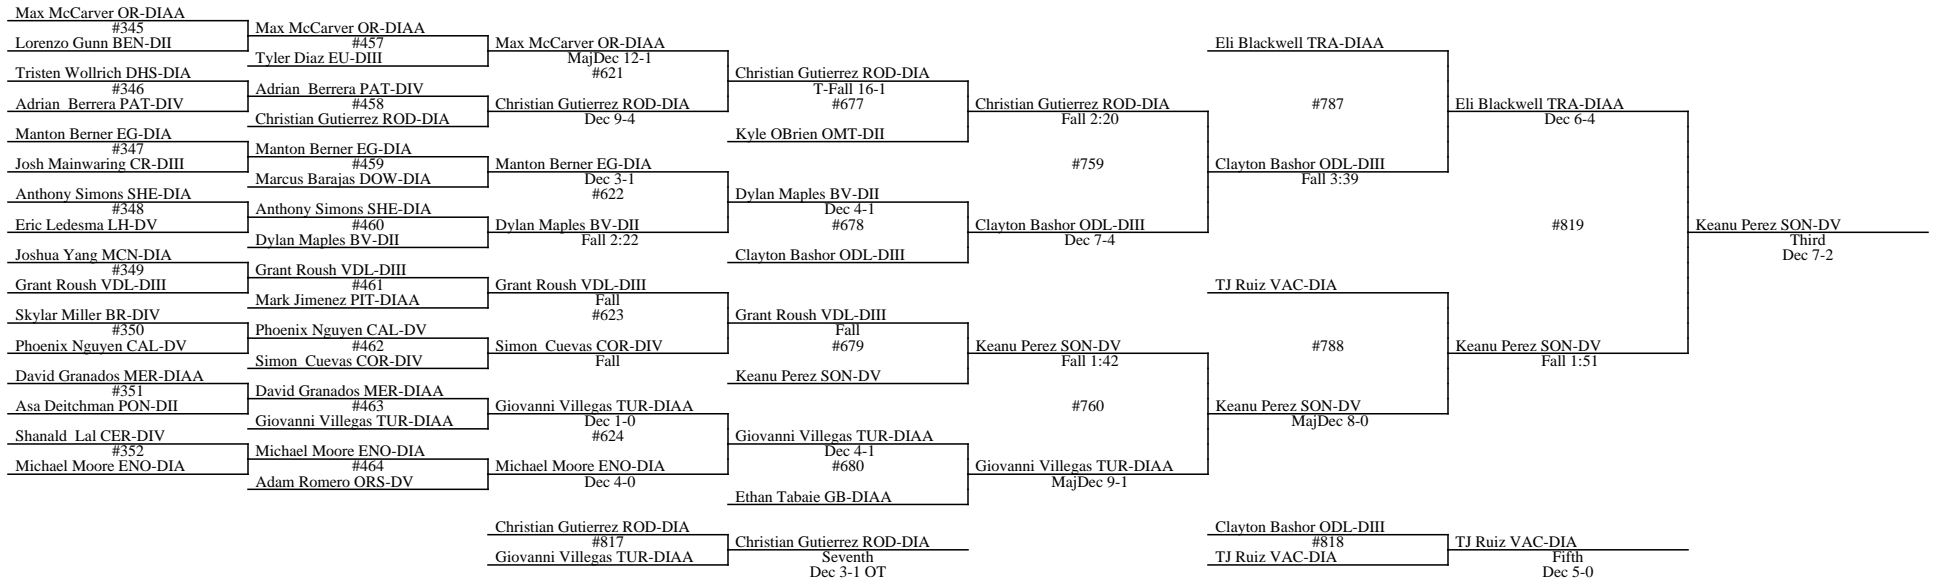 Max McCarver OR-DIAA
#345
Lorenzo Gunn BEN-DII
Tristen Wollrich DHS-DIA
#346
Adrian  Berrera PAT-DIV
Manton Berner EG-DIA
#347
Josh Mainwaring CR-DIII
Anthony Simons SHE-DIA
#348
Eric Ledesma LH-DV
Joshua Yang MCN-DIA
#349
Grant Roush VDL-DIII
Skylar Miller BR-DIV
#350
Phoenix Nguyen CAL-DV
David Granados MER-DIAA
#351
Asa Deitchman PON-DII
Shanald  Lal CER-DIV
#352
Michael Moore ENO-DIA
Max McCarver OR-DIAA
#457
Tyler Diaz EU-DIII
Adrian  Berrera PAT-DIV
#458
Christian Gutierrez ROD-DIA
Manton Berner EG-DIA
#459
Marcus Barajas DOW-DIA
Anthony Simons SHE-DIA
#460
Dylan Maples BV-DII
Grant Roush VDL-DIII
#461
Mark Jimenez PIT-DIAA
Phoenix Nguyen CAL-DV
#462
Simon  Cuevas COR-DIV
David Granados MER-DIAA
#463
Giovanni Villegas TUR-DIAA
Michael Moore ENO-DIA
#464
Adam Romero ORS-DV
Max McCarver OR-DIAA
MajDec 12-1
#621
Christian Gutierrez ROD-DIA
Dec 9-4
Manton Berner EG-DIA
Dec 3-1
#622
Dylan Maples BV-DII
Fall 2:22
Grant Roush VDL-DIII
Fall
#623
Simon  Cuevas COR-DIV
Fall
Giovanni Villegas TUR-DIAA
Dec 1-0
#624
Michael Moore ENO-DIA
Dec 4-0
Christian Gutierrez ROD-DIA
T-Fall 16-1
#677
Kyle OBrien OMT-DII
Dylan Maples BV-DII
Dec 4-1
#678
Clayton Bashor ODL-DIII
Grant Roush VDL-DIII
Fall
#679
Keanu Perez SON-DV
Giovanni Villegas TUR-DIAA
Dec 4-1
#680
Ethan Tabaie GB-DIAA
Christian Gutierrez ROD-DIA
Fall 2:20
#759
Clayton Bashor ODL-DIII
Dec 7-4
Keanu Perez SON-DV
Fall 1:42
#760
Giovanni Villegas TUR-DIAA
MajDec 9-1
Eli Blackwell TRA-DIAA
#787
Clayton Bashor ODL-DIII
Fall 3:39
TJ Ruiz VAC-DIA
#788
Keanu Perez SON-DV
MajDec 8-0
Eli Blackwell TRA-DIAA
Dec 6-4
#819
Keanu Perez SON-DV
Fall 1:51
Keanu Perez SON-DV
Third
Dec 7-2
Christian Gutierrez ROD-DIA
#817
Giovanni Villegas TUR-DIAA
Christian Gutierrez ROD-DIA
Seventh
Dec 3-1 OT
Clayton Bashor ODL-DIII
#818
TJ Ruiz VAC-DIA
TJ Ruiz VAC-DIA
Fifth
Dec 5-0